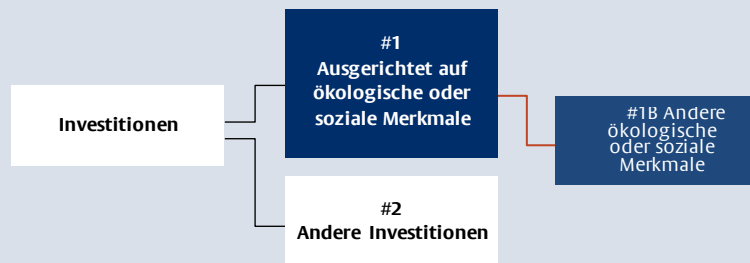 Investitionen
#1
Ausgerichtet auf
ökologische oder
soziale Merkmale
#1B Andere
ökologische
oder soziale
Merkmale
#2
Andere Investitionen